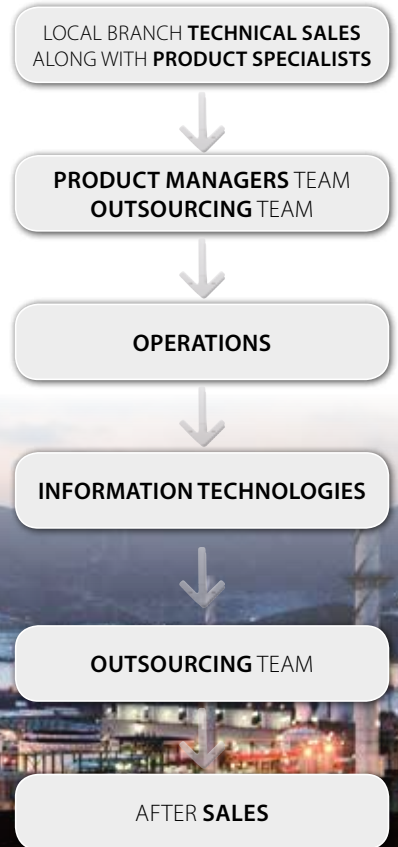 LOCAL BRANCH TECHNICAL SALES
ALONG WITH PRODUCT SPECIALISTS
PRODUCT MANAGERS TEAM
OUTSOURCING TEAM
OPERATIONS
INFORMATION TECHNOLOGIES
OUTSOURCING TEAM
AFTER SALES